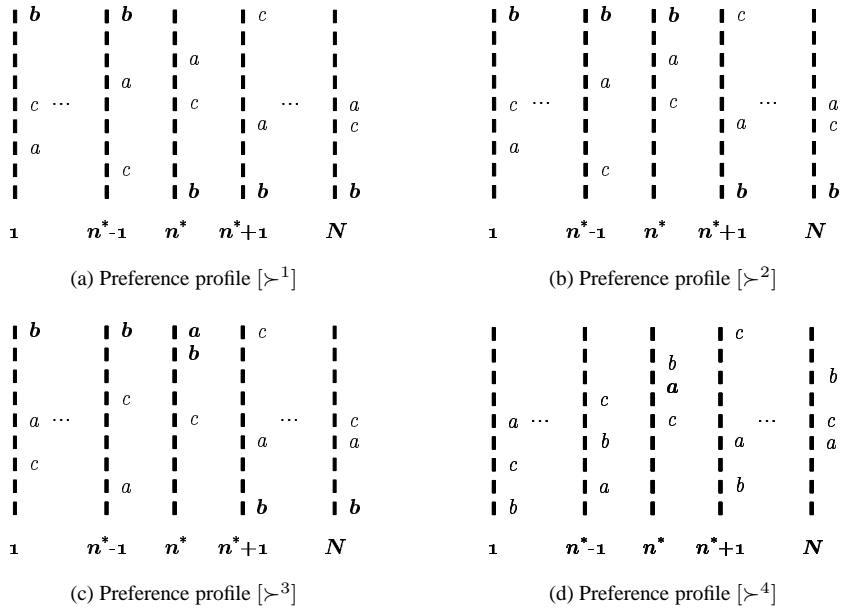 b b c
a
a
c ... c ... a
a c
a
c
b b b
1 n*-1 n* n*+1 N
(a) Preference profile [≻¹]
b b b c
a
a
c ... c ... a
a c
a
c
b b
1 n*-1 n* n*+1 N
(b) Preference profile [≻²]
b b a c
b
c
a ... c ... c
a a
c
a
b b
1 n*-1 n* n*+1 N
(c) Preference profile [≻³]
c
b
b
a
c
a ... c ... c
b a a
c
a b
b
1 n*-1 n* n*+1 N
(d) Preference profile [≻⁴]